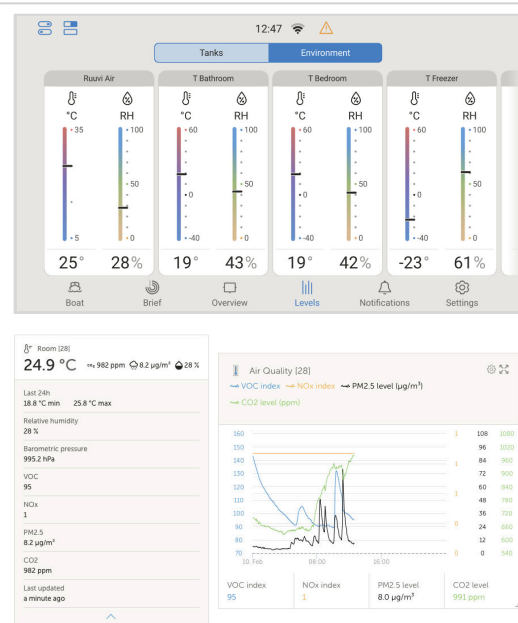 12:47
Tanks Environment
Ruuvi Air T Bathroom T Bedroom T Freezer
°C RH °C RH °C RH °C RH
35 100 60 100 60 100 60 100
50 50 50 50
0 0 0
5 0 -40 0 -40 0 -40 0
25° 28% 19° 43% 19° 42% -23° 61%
Boat Brief Overview Levels Notifications Settings
Room [28]
24.9 °C CO₂ 982 ppm 8.2 µg/m³ 28 %
Last 24h
18.8 °C min 25.8 °C max
Relative humidity
28 %
Barometric pressure
995.2 hPa
VOC
95
NOx
1
PM2.5
8.2 µg/m³
CO2
982 ppm
Last updated
a minute ago
Air Quality [28]
VOC index NOx index PM2.5 level (µg/m³)
CO2 level (ppm)
160 1 108 1080
150 96 1020
140 1 84 960
130 72 900
120 60 840
110 1 48 780
100 36 720
90 0 24 660
80 12 600
70 0 0 540
10. Feb 08:00 16:00
VOC index NOx index PM2.5 level CO2 level
95 1 8.0 µg/m³ 991 ppm